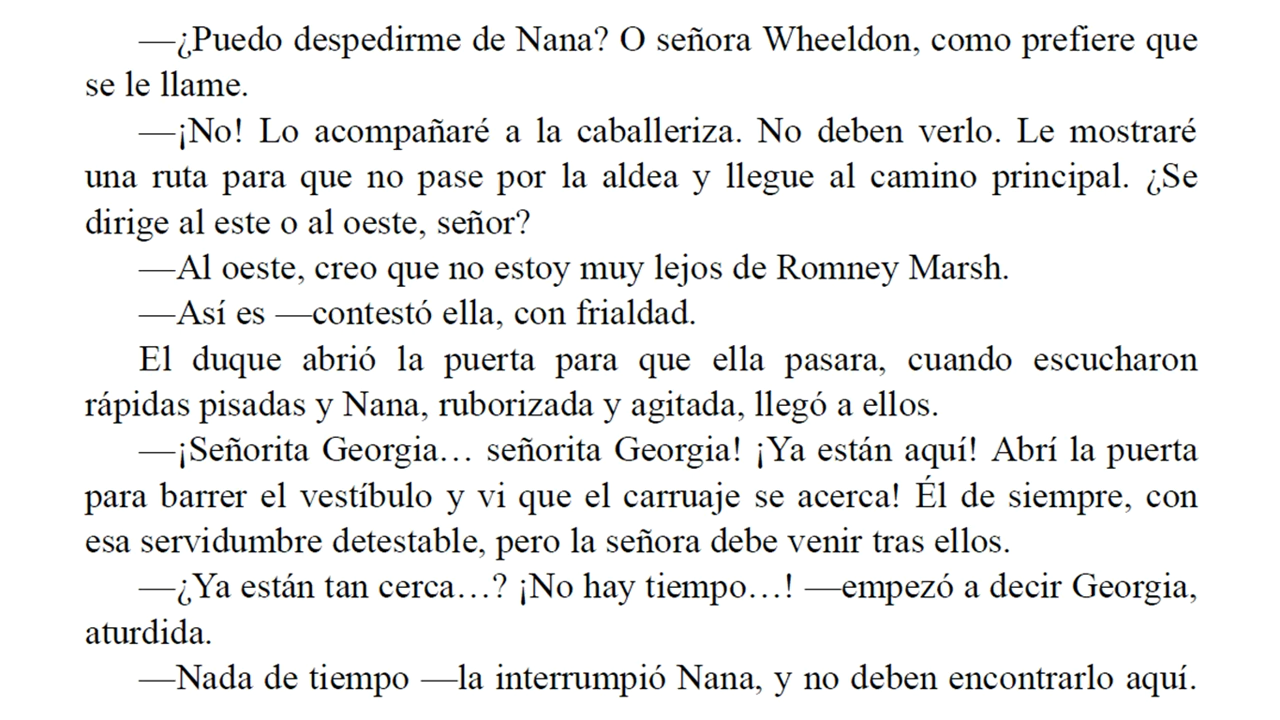 —¿Puedo despedirme de Nana? O señora Wheeldon, como prefiere que
se le llame.
—¡No! Lo acompañaré a la caballeriza. No deben verlo. Le mostraré
una ruta para que no pase por la aldea y llegue al camino principal. ¿Se
dirige al este o al oeste, señor?
—Al oeste, creo que no estoy muy lejos de Romney Marsh.
—Así es —contestó ella, con frialdad.
El duque abrió la puerta para que ella pasara, cuando escucharon
rápidas pisadas y Nana, ruborizada y agitada, llegó a ellos.
—¡Señorita Georgia… señorita Georgia! ¡Ya están aquí! Abrí la puerta
para barrer el vestíbulo y vi que el carruaje se acerca! Él de siempre, con
esa servidumbre detestable, pero la señora debe venir tras ellos.
—¿Ya están tan cerca…? ¡No hay tiempo…! —empezó a decir Georgia,
aturdida.
—Nada de tiempo —la interrumpió Nana, y no deben encontrarlo aquí.